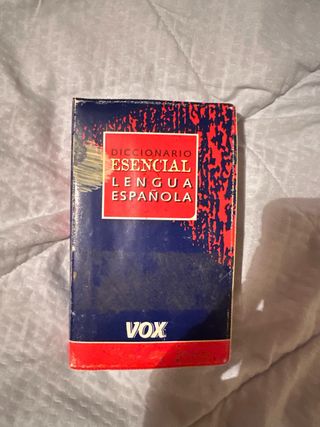 DICCIONARIO
ESENCIAL
LENGUA
ESPAÑOLA
VOX